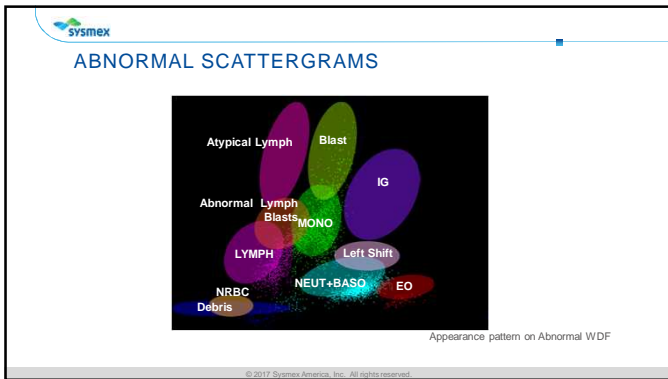 sysmex
ABNORMAL SCATTERGRAMS
Atypical Lymph
Blast
IG
Abnormal Lymph
Blasts
MONO
LYMPH
Left Shift
NEUT+BASO
EO
NRBC
Debris
Appearance pattern on Abnormal WDF
© 2017 Sysmex America, Inc. All rights reserved.